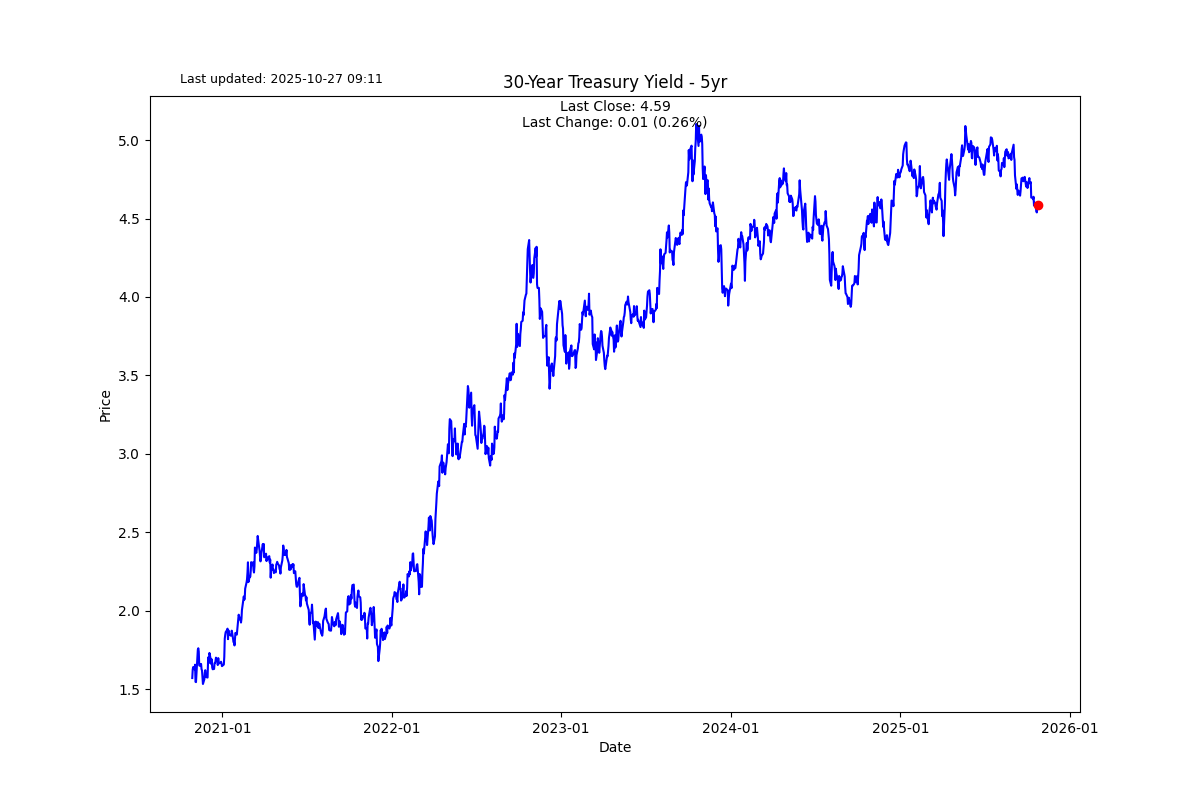 Last updated: 2025-10-27 09:11
30-Year Treasury Yield - 5yr
Last Close: 4.59
Last Change: 0.01 (0.26%)
5.0
4.5
4.0
3.5
3.0
2.5
2.0
1.5
Price
2021-01
2022-01
2023-01
2024-01
2025-01
2026-01
Date